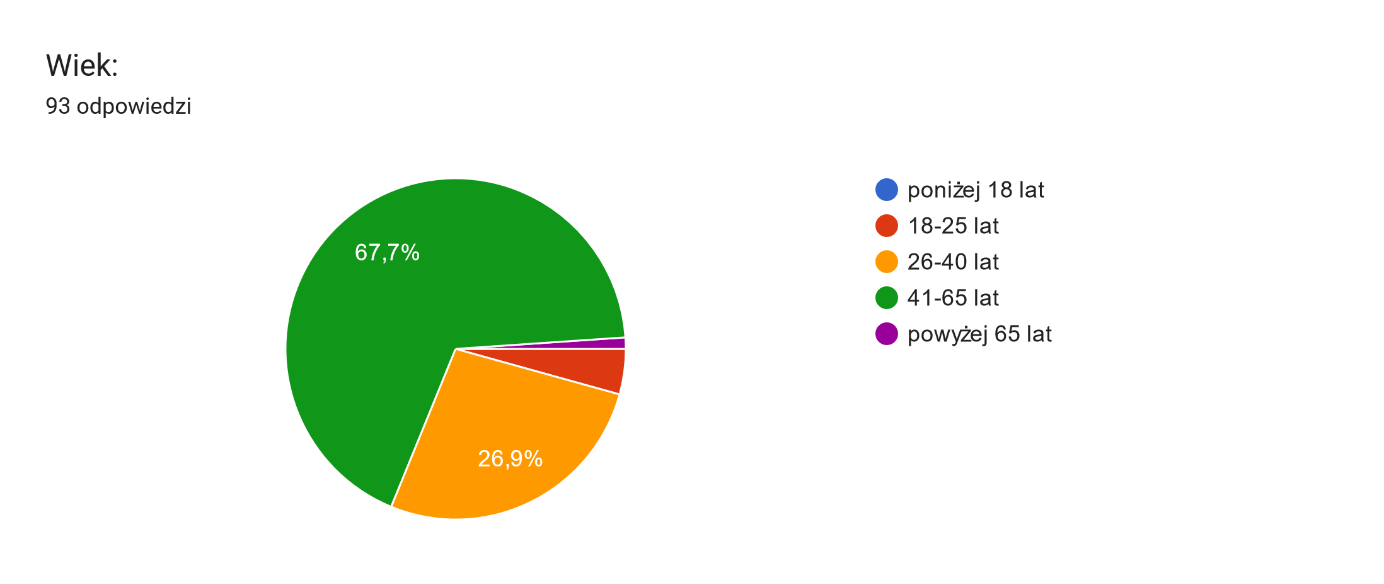 Wiek:
93 odpowiedzi
67,7%
26,9%
poniżej 18 lat
18-25 lat
26-40 lat
41-65 lat
powyżej 65 lat